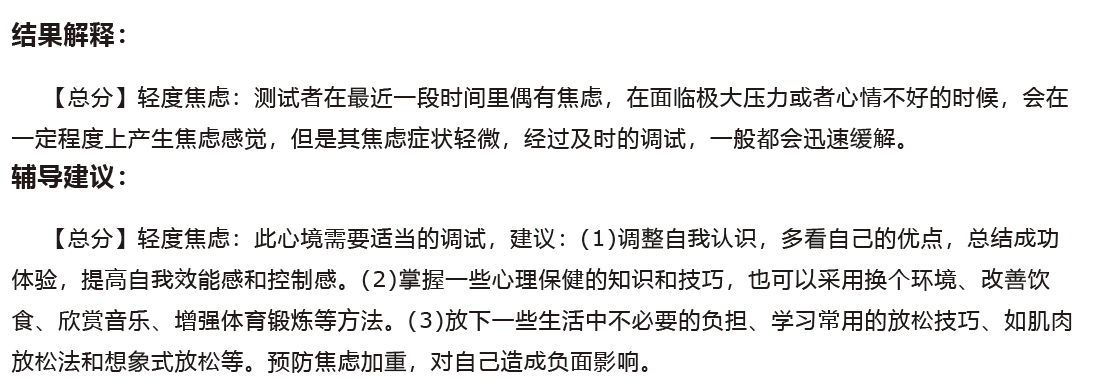 结果解释：
【总分】轻度焦虑：测试者在最近一段时间里偶有焦虑，在面临极大压力或者心情不好的时候，会在
一定程度上产生焦虑感觉，但是其焦虑症状轻微，经过及时的调试，一般都会迅速缓解。
辅导建议：
【总分】轻度焦虑：此心境需要适当的调试，建议：(1)调整自我认识，多看自己的优点，总结成功
体验，提高自我效能感和控制感。(2)掌握一些心理保健的知识和技巧，也可以采用换个环境、改善饮
食、欣赏音乐、增强体育锻炼等方法。(3)放下一些生活中不必要的负担、学习常用的放松技巧、如肌肉
放松法和想象式放松等。预防焦虑加重，对自己造成负面影响。